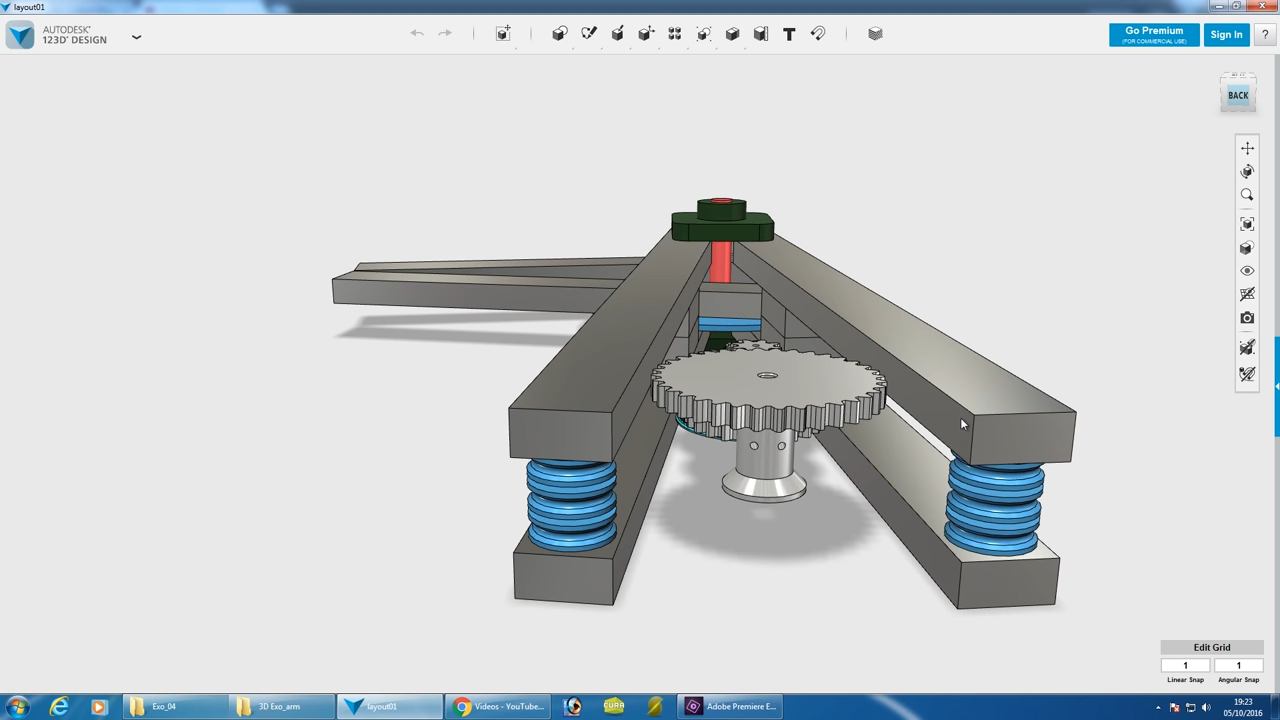 layout01
AUTODESK®
123D® DESIGN
T
Go Premium
(FOR COMMERCIAL USE)
Sign In
?
BACK
Edit Grid
1
1
Linear Snap
Angular Snap
Exo_04
3D Exo_arm
layout01
Videos - YouTube...
CURA
Adobe Premiere E...
19:23
05/10/2016